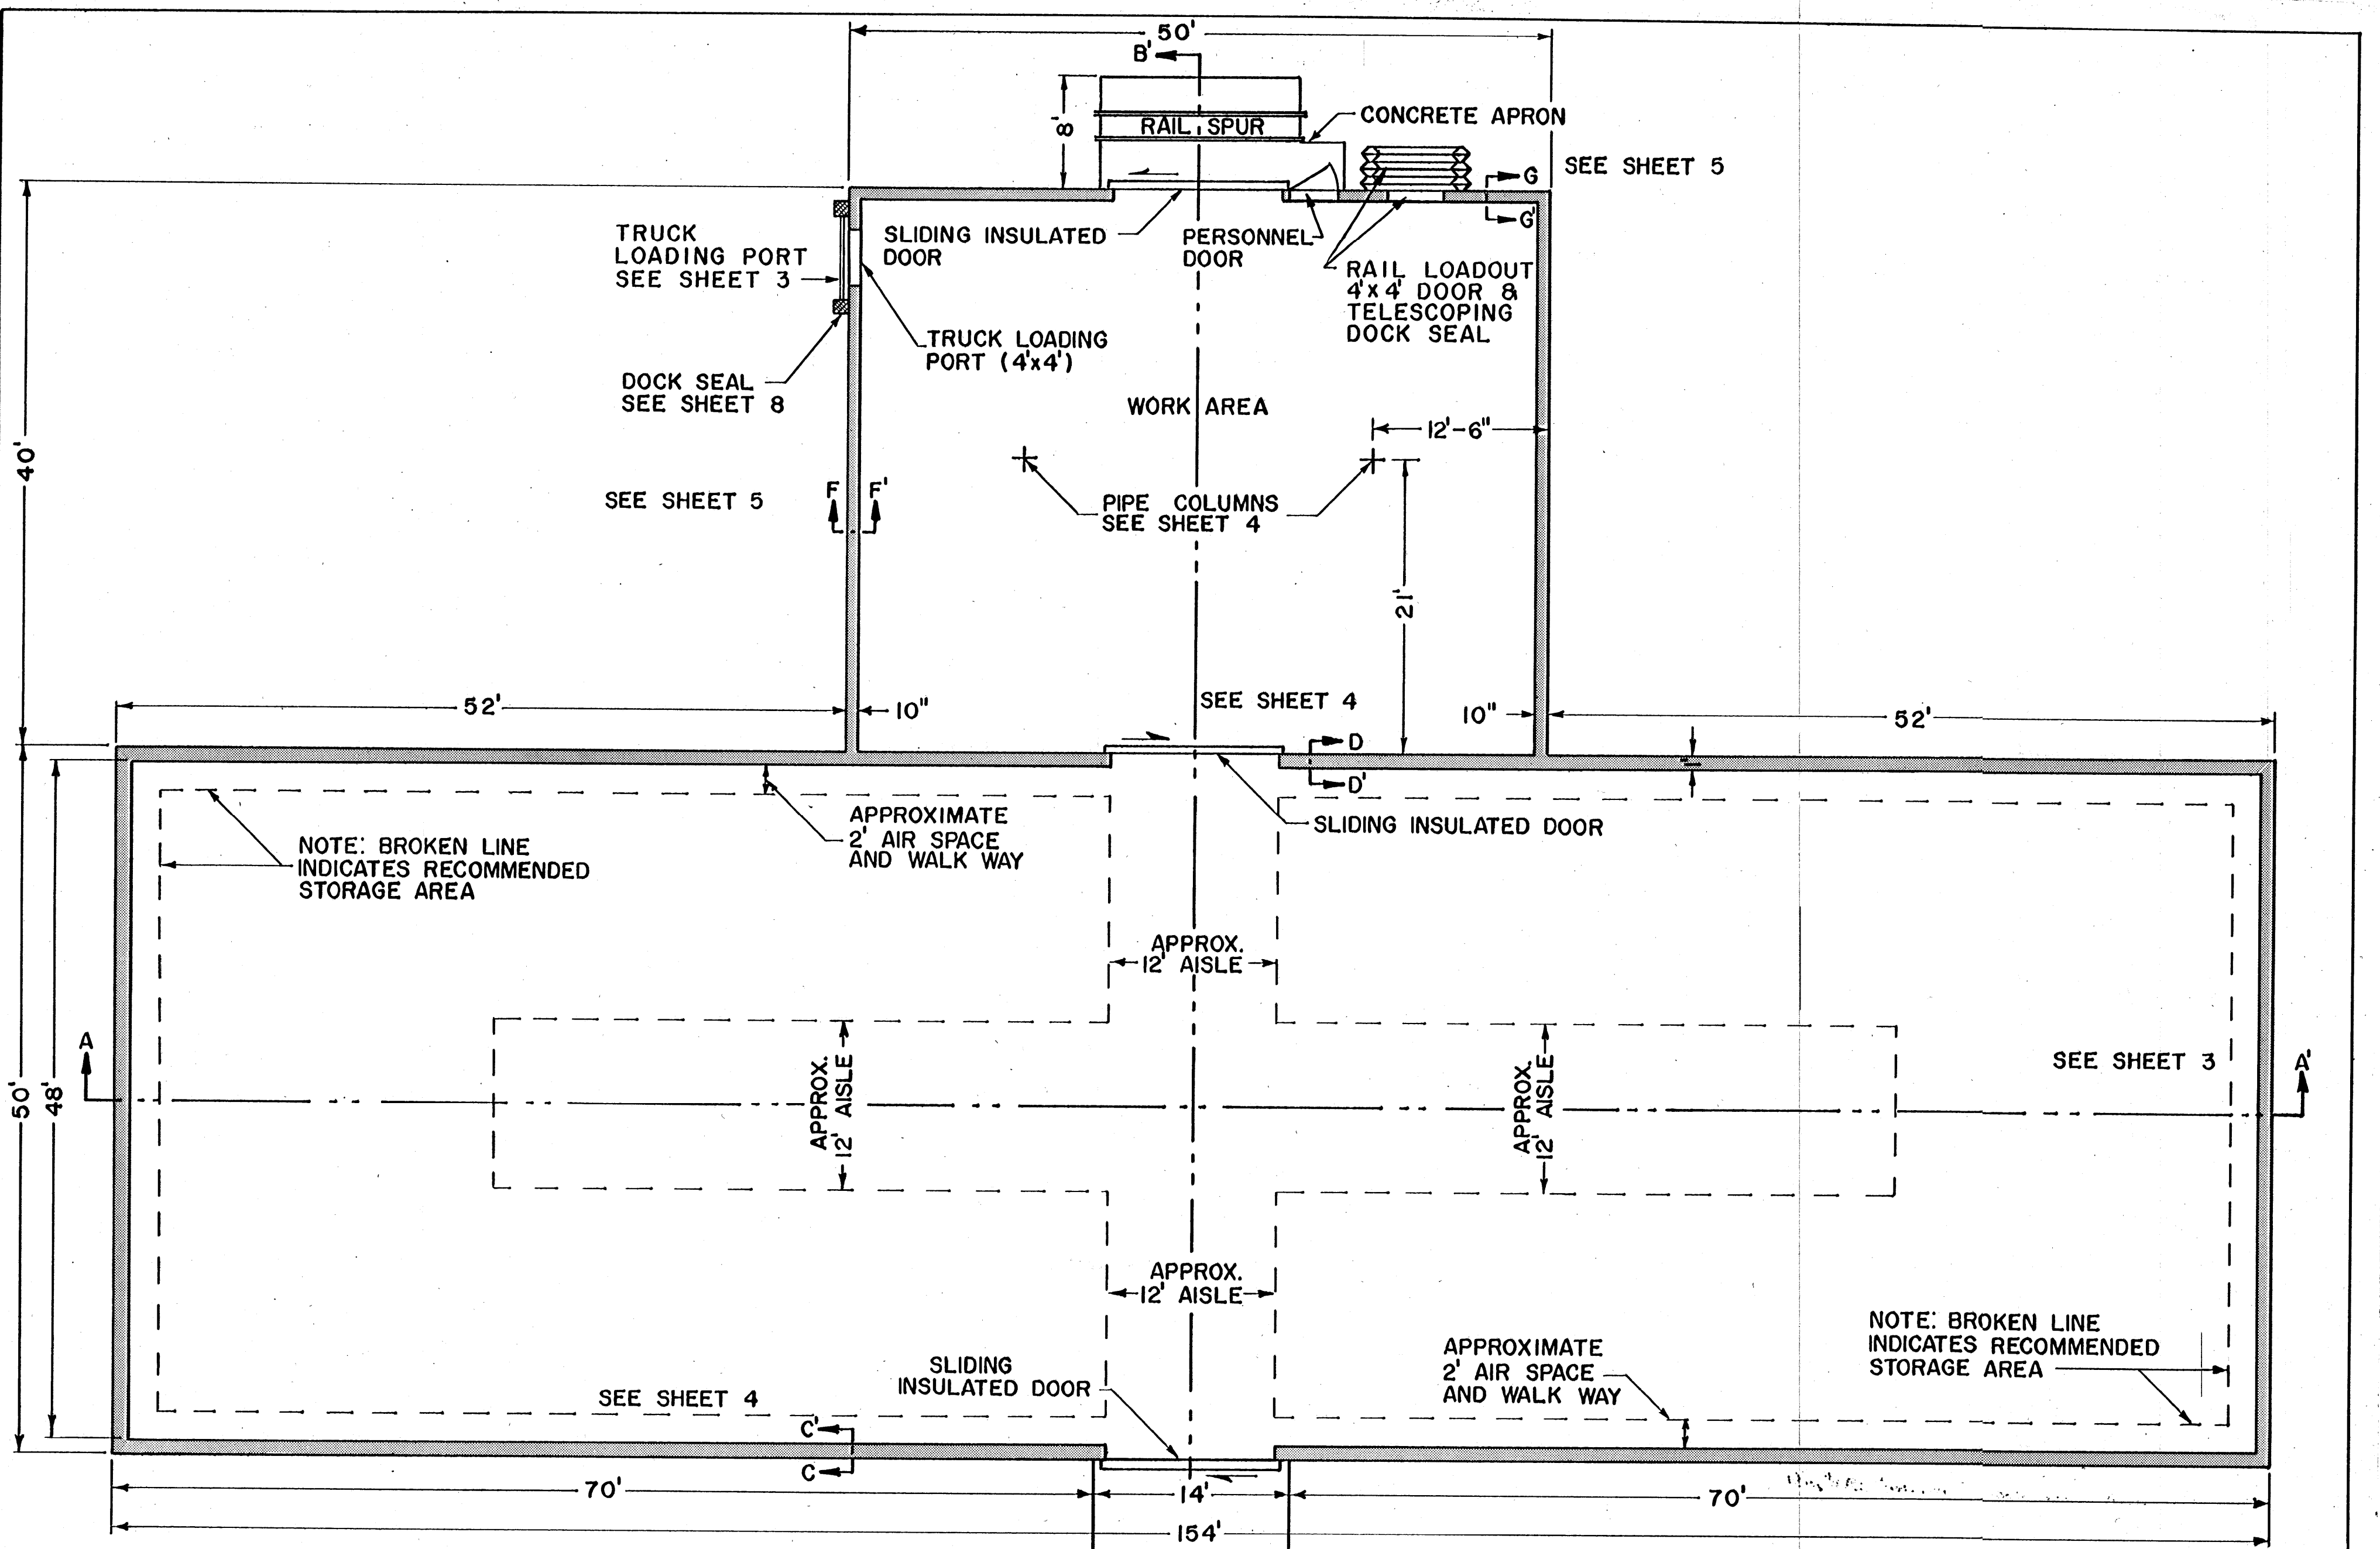 50'
B'
8'
RAIL SPUR
CONCRETE APRON
SEE SHEET 5
G
G'
TRUCK
LOADING PORT
SEE SHEET 3
SLIDING INSULATED
DOOR
PERSONNEL
DOOR
RAIL LOADOUT
4'x4' DOOR &
TELESCOPING
DOCK SEAL
TRUCK LOADING
PORT (4'x4')
DOCK SEAL
SEE SHEET 8
WORK AREA
12'-6"
40'
SEE SHEET 5
F F'
PIPE COLUMNS
SEE SHEET 4
21'
52'
10"
SEE SHEET 4
10"
52'
D
D'
1'
SLIDING INSULATED DOOR
APPROXIMATE
2' AIR SPACE
AND WALK WAY
NOTE: BROKEN LINE
INDICATES RECOMMENDED
STORAGE AREA
APPROX.
12' AISLE
A
50'
48'
APPROX.
12' AISLE
APPROX.
12' AISLE
SEE SHEET 3
A'
APPROX.
12' AISLE
NOTE: BROKEN LINE
INDICATES RECOMMENDED
STORAGE AREA
APPROXIMATE
2' AIR SPACE
AND WALK WAY
SLIDING
INSULATED DOOR
SEE SHEET 4
C'
C
70'
14'
70'
154'